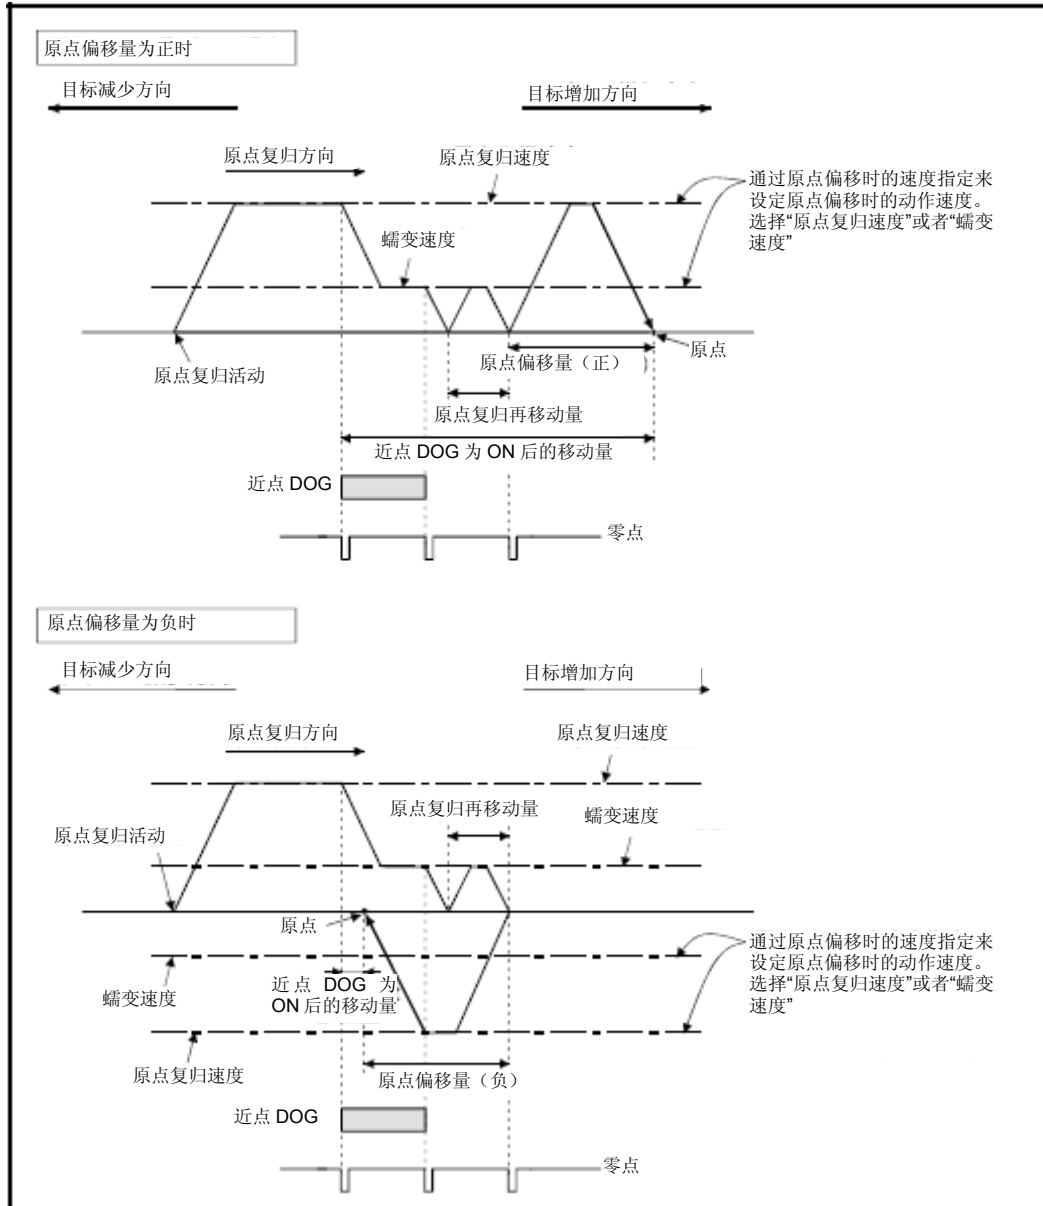 原点偏移量为正时
目标减少方向
目标增加方向
原点复归方向
原点复归速度
通过原点偏移时的速度指定来
设定原点偏移时的动作速度。
选择“原点复归速度”或者“蠕变
速度”
蠕变速度
原点
原点复归活动
原点偏移量（正）
原点复归再移动量
近点 DOG 为 ON 后的移动量
近点 DOG
零点
原点偏移量为负时
目标减少方向
目标增加方向
原点复归方向
原点复归速度
原点复归再移动量
蠕变速度
原点复归活动
原点
通过原点偏移时的速度指定来
设定原点偏移时的动作速度。
选择“原点复归速度”或者“蠕变
速度”
蠕变速度
近点 DOG 为
ON 后的移动量
原点复归速度
原点偏移量（负）
近点 DOG
零点